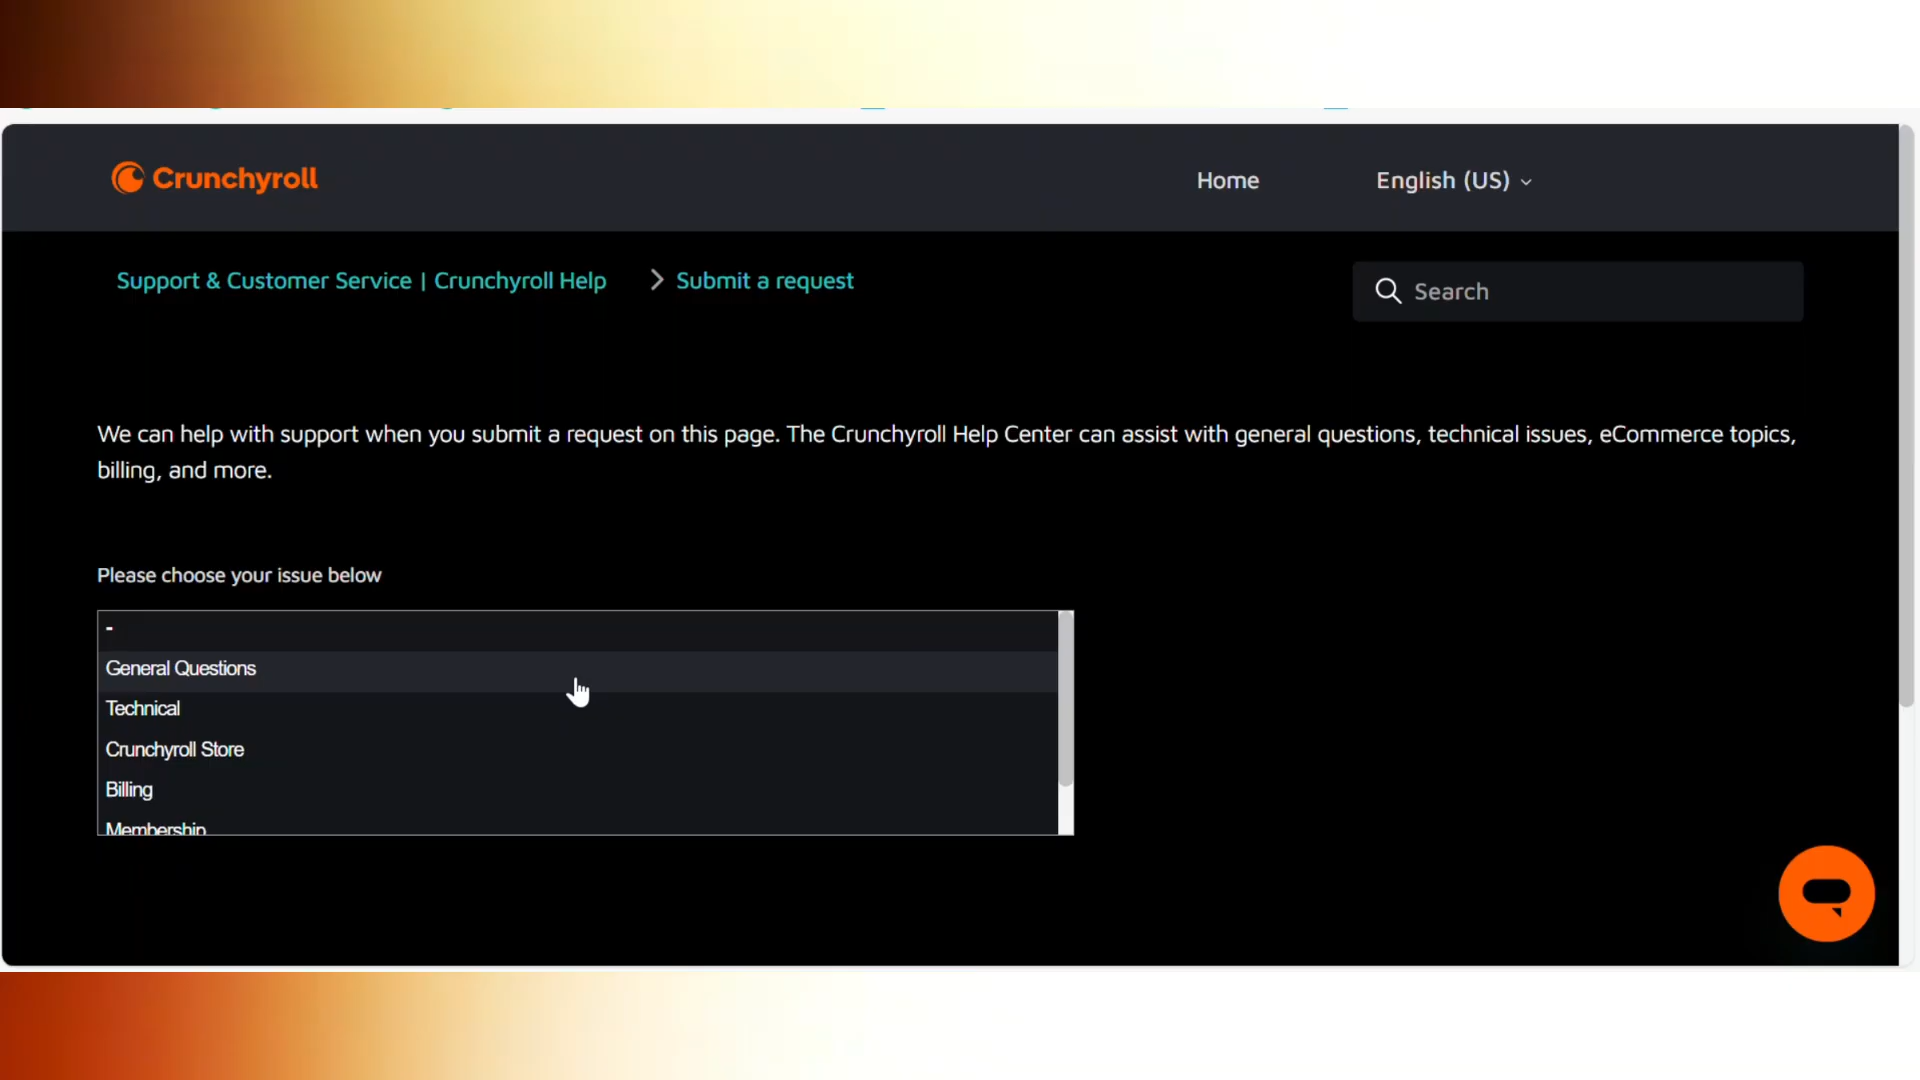 Crunchyroll
Home
English (US)
Support & Customer Service | Crunchyroll Help
Submit a request
Search
We can help with support when you submit a request on this page. The Crunchyroll Help Center can assist with general questions, technical issues, eCommerce topics,
billing, and more.
Please choose your issue below
-
General Questions
Technical
Crunchyroll Store
Billing
Membership